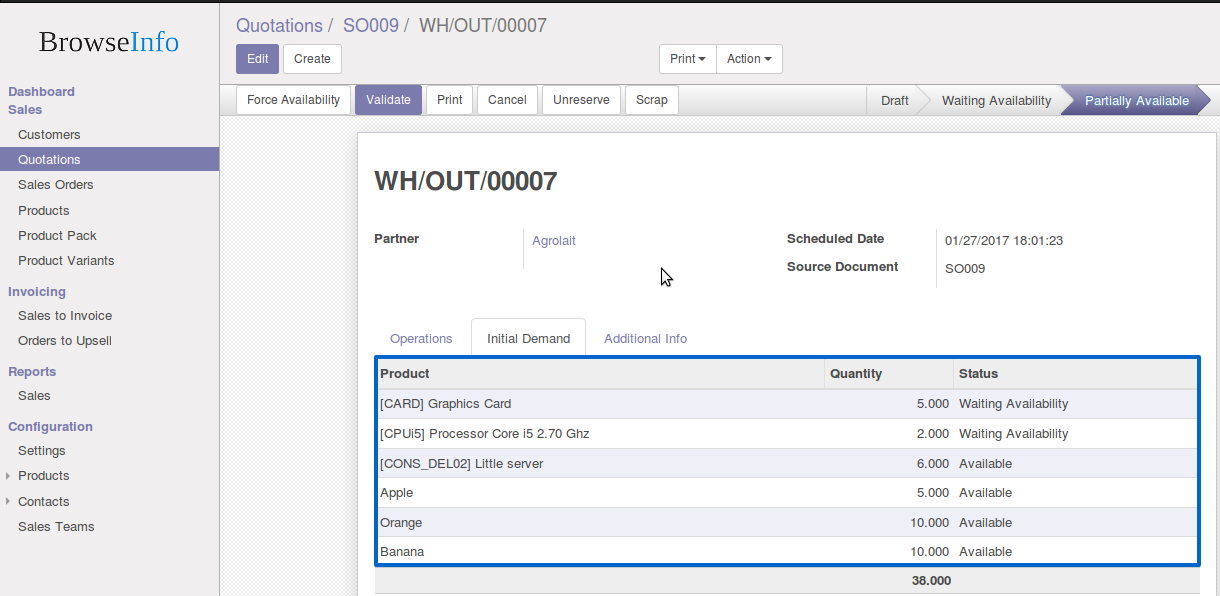 BrowseInfo
Dashboard
Sales
Customers
Quotations
Sales Orders
Products
Product Pack
Product Variants
Invoicing
Sales to Invoice
Orders to Upsell
Reports
Sales
Configuration
Settings
Products
Contacts
Sales Teams
Quotations / SO009 / WH/OUT/00007
Edit Create Print Action
Force Availability Validate Print Cancel Unreserve Scrap Draft Waiting Availability Partially Available
WH/OUT/00007
Partner Agrolait
Scheduled Date 01/27/2017 18:01:23
Source Document SO009
Operations Initial Demand Additional Info
Product Quantity Status
[CARD] Graphics Card 5.000 Waiting Availability
[CPUi5] Processor Core i5 2.70 Ghz 2.000 Waiting Availability
[CONS_DEL02] Little server 6.000 Available
Apple 5.000 Available
Orange 10.000 Available
Banana 10.000 Available
38.000